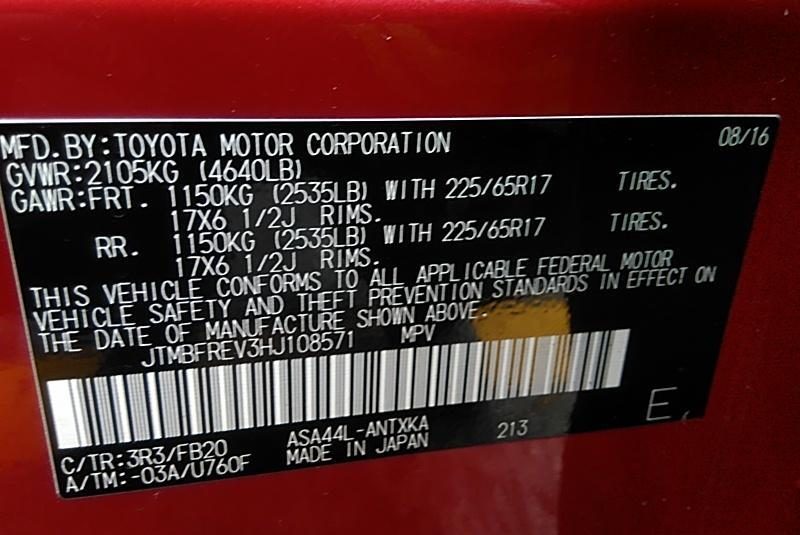 MFD.BY:TOYOTA MOTOR CORPORATION 08/16
GVWR:2105KG (4640LB)
GAWR:FRT. 1150KG (2535LB) WITH 225/65R17 TIRES.
17X6 1/2J RIMS.
RR. 1150KG (2535LB) WITH 225/65R17 TIRES.
17X6 1/2J RIMS.
THIS VEHICLE CONFORMS TO ALL APPLICABLE FEDERAL MOTOR
VEHICLE SAFETY AND THEFT PREVENTION STANDARDS IN EFFECT ON
THE DATE OF MANUFACTURE SHOWN ABOVE.
JTMBFREV3HJ108571 MPV
C/TR:3R3/FB20 ASA44L-ANTXKA 213 E
A/TM:-03A/U760F MADE IN JAPAN